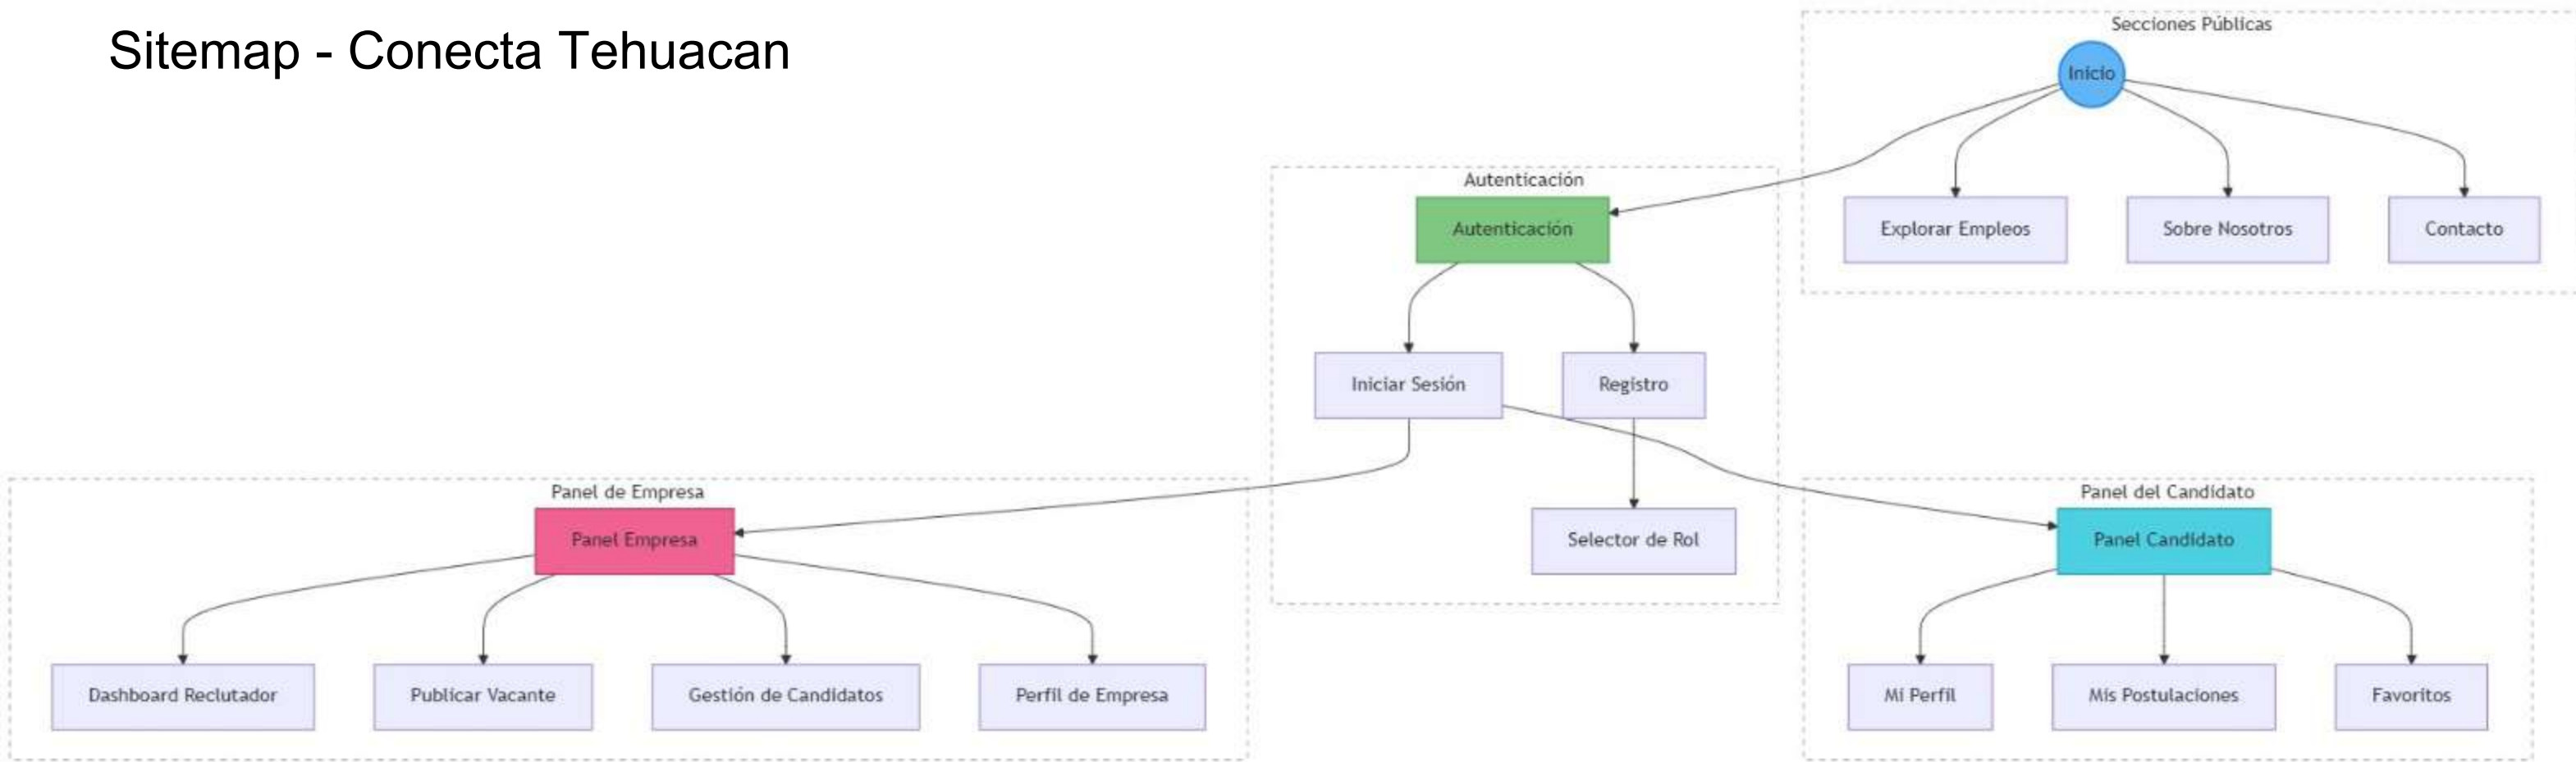 Sitemap - Conecta Tehuacan
Secciones Públicas
Inicio
Autenticación
Autenticación
Explorar Empleos
Sobre Nosotros
Contacto
Iniciar Sesión
Registro
Panel de Empresa
Panel del Candidato
Panel Empresa
Selector de Rol
Panel Candidato
Dashboard Reclutador
Publicar Vacante
Gestión de Candidatos
Perfil de Empresa
Mi Perfil
Mis Postulaciones
Favoritos